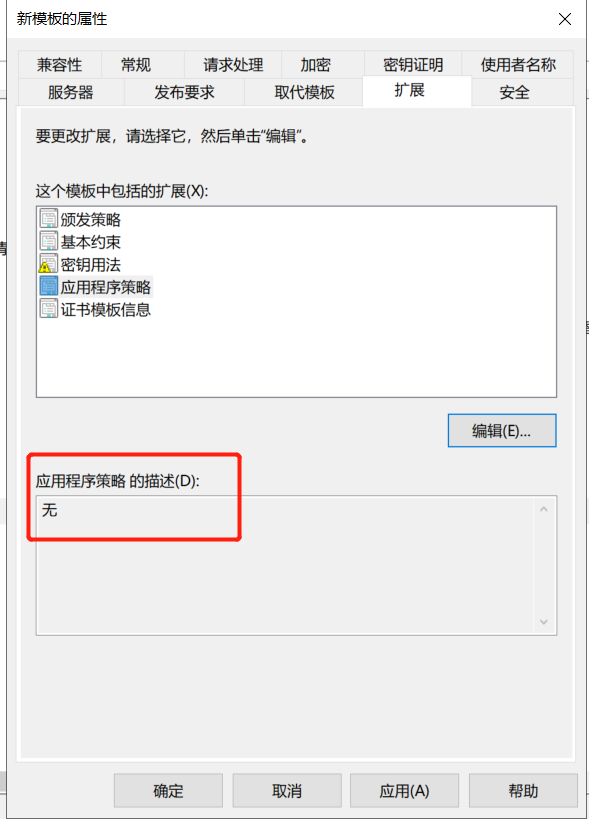 新模板的属性
兼容性 常规 请求处理 加密 密钥证明 使用者名称
服务器 发布要求 取代模板 扩展 安全
要更改扩展，请选择它，然后单击“编辑”。
这个模板中包括的扩展(X):
颁发策略
基本约束
密钥用法
应用程序策略
证书模板信息
编辑(E)...
应用程序策略 的描述(D):
无
确定 取消 应用(A) 帮助